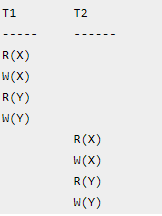 T1 T2
----- ------
R(X)
W(X)
R(Y)
W(Y)
R(X)
W(X)
R(Y)
W(Y)